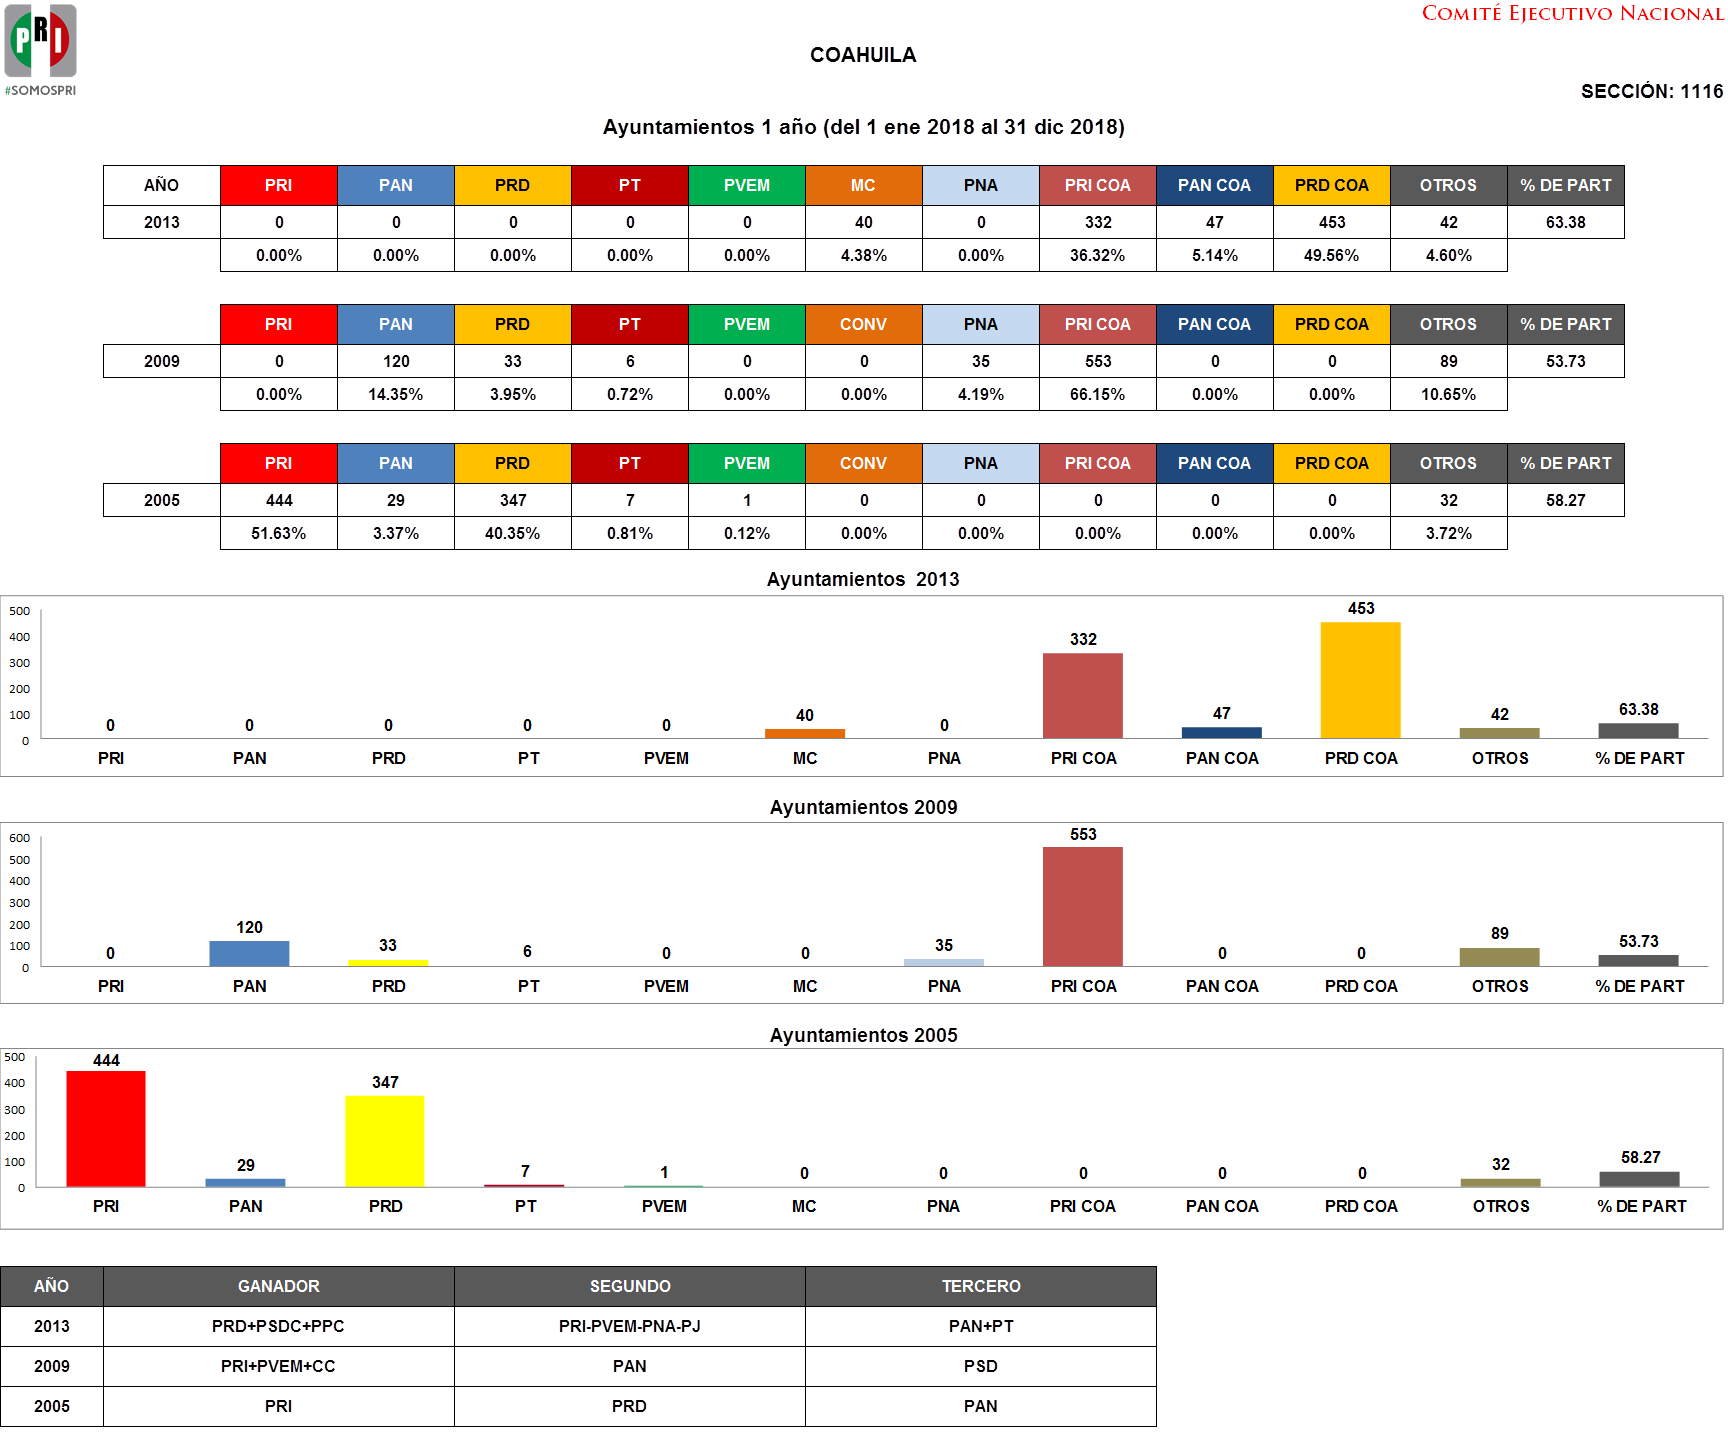 PRI
#SOMOSPRI
COMITÉ EJECUTIVO NACIONAL
COAHUILA
SECCIÓN: 1116
Ayuntamientos 1 año (del 1 ene 2018 al 31 dic 2018)
AÑO PRI PAN PRD PT PVEM MC PNA PRI COA PAN COA PRD COA OTROS % DE PART
2013 0 0 0 0 0 40 0 332 47 453 42 63.38
0.00% 0.00% 0.00% 0.00% 0.00% 4.38% 0.00% 36.32% 5.14% 49.56% 4.60%
PRI PAN PRD PT PVEM CONV PNA PRI COA PAN COA PRD COA OTROS % DE PART
2009 0 120 33 6 0 0 35 553 0 0 89 53.73
0.00% 14.35% 3.95% 0.72% 0.00% 0.00% 4.19% 66.15% 0.00% 0.00% 10.65%
PRI PAN PRD PT PVEM CONV PNA PRI COA PAN COA PRD COA OTROS % DE PART
2005 444 29 347 7 1 0 0 0 0 0 32 58.27
51.63% 3.37% 40.35% 0.81% 0.12% 0.00% 0.00% 0.00% 0.00% 0.00% 3.72%
Ayuntamientos 2013
500
400
300
200
100
0
0 0 0 0 0 40 0 332 47 453 42 63.38
PRI PAN PRD PT PVEM MC PNA PRI COA PAN COA PRD COA OTROS % DE PART
Ayuntamientos 2009
600
500
400
300
200
100
0
0 120 33 6 0 0 35 553 0 0 89 53.73
PRI PAN PRD PT PVEM MC PNA PRI COA PAN COA PRD COA OTROS % DE PART
Ayuntamientos 2005
500
400
300
200
100
0
444 29 347 7 1 0 0 0 0 0 32 58.27
PRI PAN PRD PT PVEM MC PNA PRI COA PAN COA PRD COA OTROS % DE PART
AÑO GANADOR SEGUNDO TERCERO
2013 PRD+PSDC+PPC PRI-PVEM-PNA-PJ PAN+PT
2009 PRI+PVEM+CC PAN PSD
2005 PRI PRD PAN